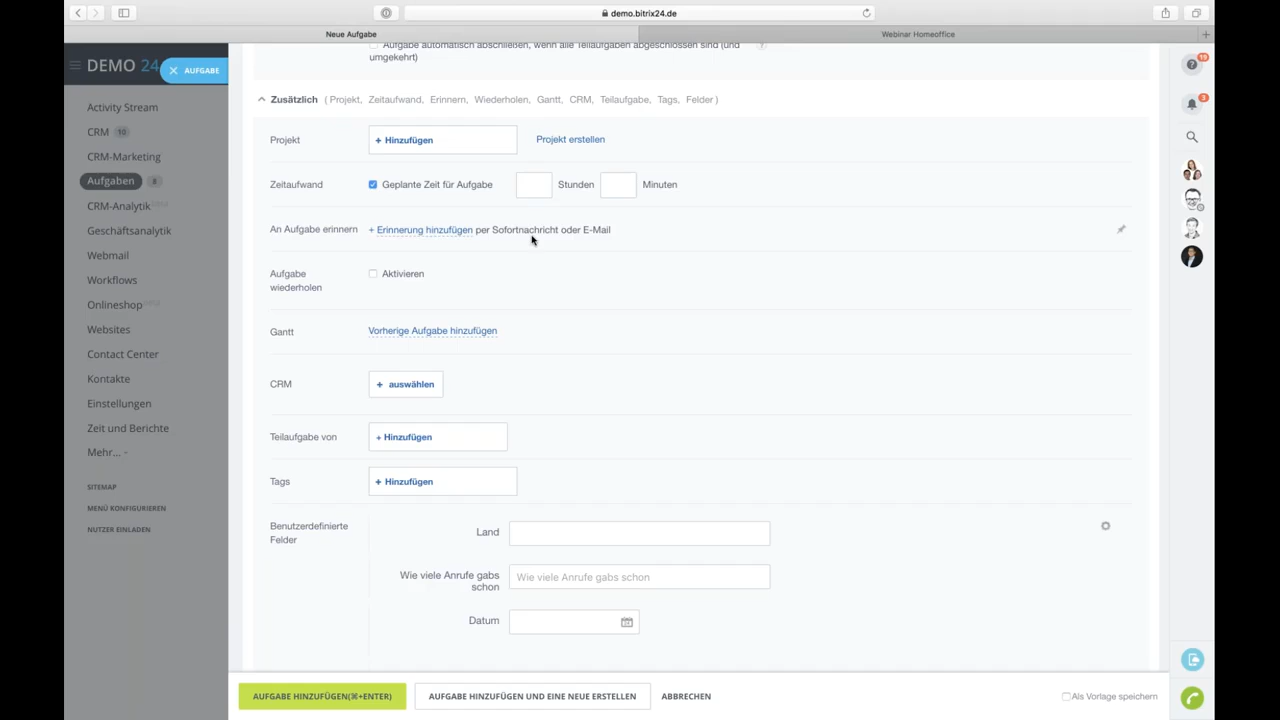 demo.bitrix24.de
Neue Aufgabe
Webinar Homeoffice
DEMO 24
AUFGABE
19
3
Activity Stream
CRM 10
CRM-Marketing
Aufgaben 8
CRM-Analytik beta
Geschäftsanalytik
Webmail
Workflows
Onlineshop beta
Websites
Contact Center
Kontakte
Einstellungen
Zeit und Berichte
Mehr...
SITEMAP
MENÜ KONFIGURIEREN
NUTZER EINLADEN
Aufgabe automatisch abschließen, wenn alle Teilaufgaben abgeschlossen sind (und
umgekehrt) ?
Zusätzlich ( Projekt, Zeitaufwand, Erinnern, Wiederholen, Gantt, CRM, Teilaufgabe, Tags, Felder )
Projekt + Hinzufügen Projekt erstellen
Zeitaufwand Geplante Zeit für Aufgabe Stunden Minuten
An Aufgabe erinnern + Erinnerung hinzufügen per Sofortnachricht oder E-Mail
Aufgabe
wiederholen
Aktivieren
Gantt Vorherige Aufgabe hinzufügen
CRM + auswählen
Teilaufgabe von + Hinzufügen
Tags + Hinzufügen
Benutzerdefinierte
Felder
Land
Wie viele Anrufe gabs
schon
Wie viele Anrufe gabs schon
Datum
AUFGABE HINZUFÜGEN(⌘+ENTER) AUFGABE HINZUFÜGEN UND EINE NEUE ERSTELLEN ABBRECHEN Als Vorlage speichern